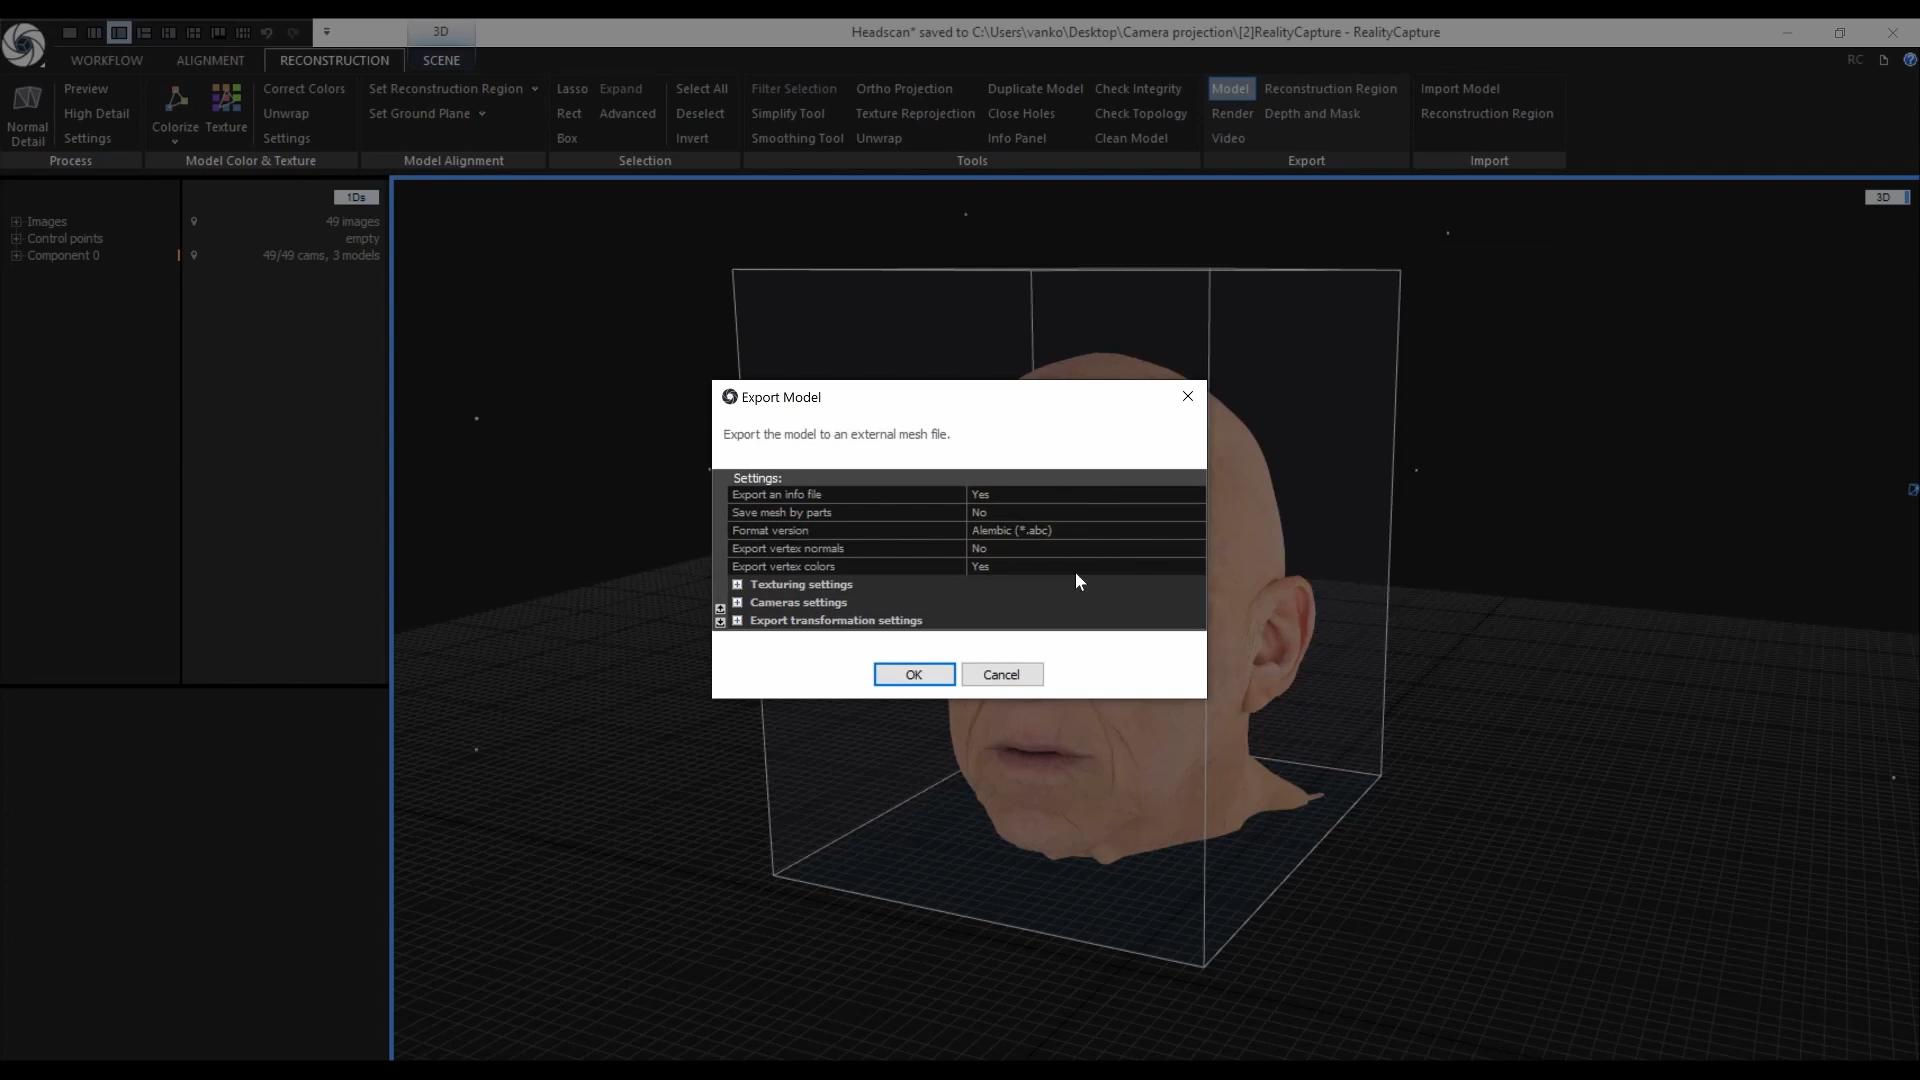 3D
Headscan* saved to C:\Users\vanko\Desktop\Camera projection\[2]RealityCapture - RealityCapture
WORKFLOW ALIGNMENT RECONSTRUCTION SCENE RC
Preview Correct Colors Set Reconstruction Region Lasso Expand Select All Filter Selection Ortho Projection Duplicate Model Check Integrity Model Reconstruction Region Import Model
High Detail Unwrap Set Ground Plane Rect Advanced Deselect Simplify Tool Texture Reprojection Close Holes Check Topology Render Depth and Mask Reconstruction Region
Normal Detail Settings Colorize Texture Settings Box Invert Smoothing Tool Unwrap Info Panel Clean Model Video
Process Model Color & Texture Model Alignment Selection Tools Export Import
1Ds
3D
Images 49 images
Control points empty
Component 0 49/49 cams, 3 models
Export Model
Export the model to an external mesh file.
Settings:
Export an info file Yes
Save mesh by parts No
Format version Alembic (*.abc)
Export vertex normals No
Export vertex colors Yes
Texturing settings
Cameras settings
Export transformation settings
OK Cancel